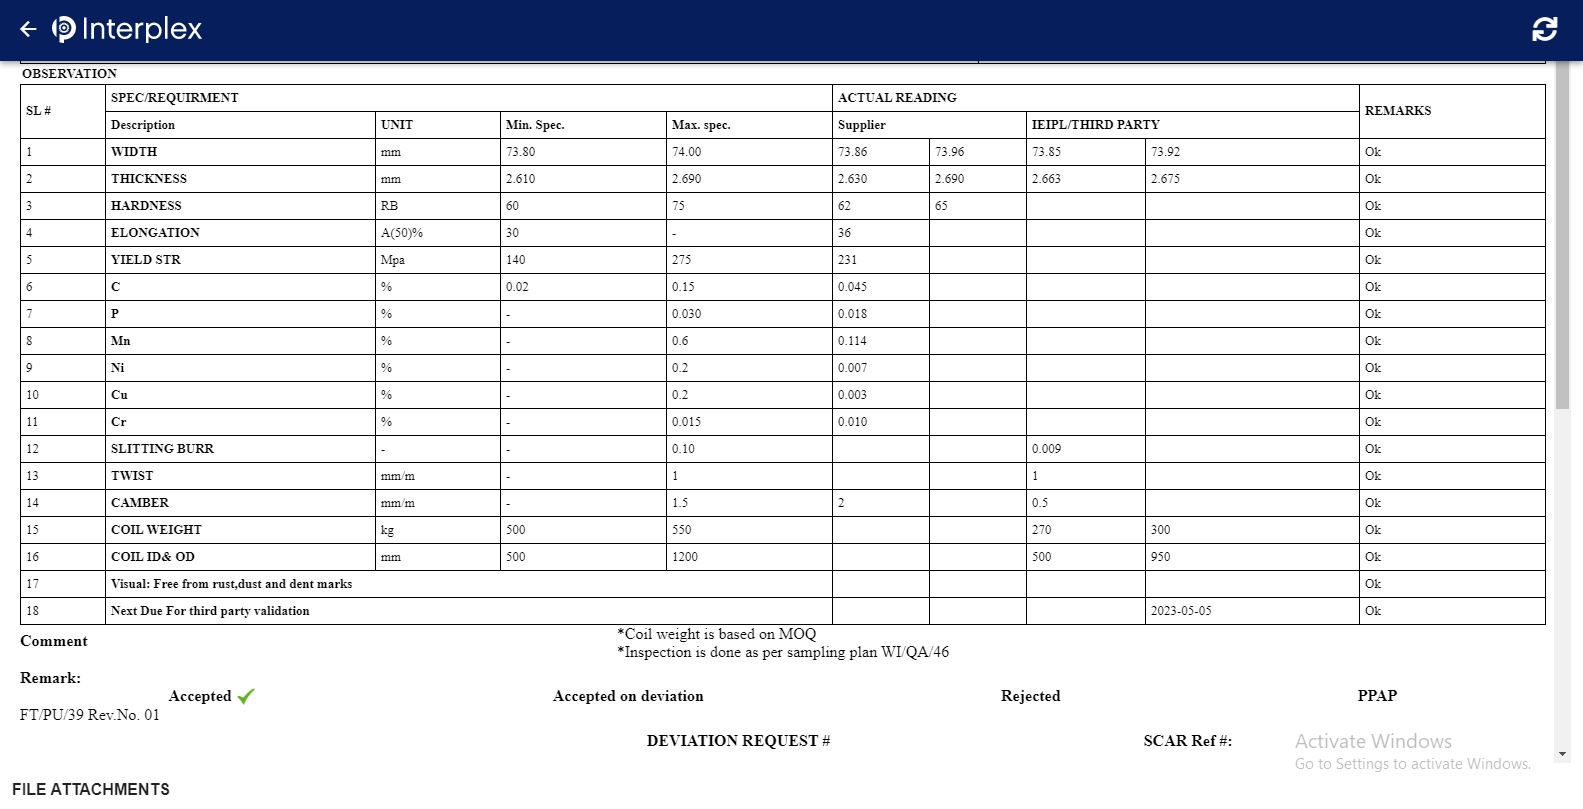 Interplex
OBSERVATION
SL # SPEC/REQUIRMENT ACTUAL READING REMARKS
Description UNIT Min. Spec. Max. spec. Supplier IEIPL/THIRD PARTY
1 WIDTH mm 73.80 74.00 73.86 73.96 73.85 73.92 Ok
2 THICKNESS mm 2.610 2.690 2.630 2.690 2.663 2.675 Ok
3 HARDNESS RB 60 75 62 65 Ok
4 ELONGATION A(50)% 30 - 36 Ok
5 YIELD STR Mpa 140 275 231 Ok
6 C % 0.02 0.15 0.045 Ok
7 P % - 0.030 0.018 Ok
8 Mn % - 0.6 0.114 Ok
9 Ni % - 0.2 0.007 Ok
10 Cu % - 0.2 0.003 Ok
11 Cr % - 0.015 0.010 Ok
12 SLITTING BURR - - 0.10 0.009 Ok
13 TWIST mm/m - 1 1 Ok
14 CAMBER mm/m - 1.5 2 0.5 Ok
15 COIL WEIGHT kg 500 550 270 300 Ok
16 COIL ID& OD mm 500 1200 500 950 Ok
17 Visual: Free from rust,dust and dent marks Ok
18 Next Due For third party validation 2023-05-05 Ok
Comment
*Coil weight is based on MOQ
*Inspection is done as per sampling plan WI/QA/46
Remark:
Accepted Accepted on deviation Rejected PPAP
FT/PU/39 Rev.No. 01
DEVIATION REQUEST # SCAR Ref #:
Activate Windows
Go to Settings to activate Windows.
FILE ATTACHMENTS